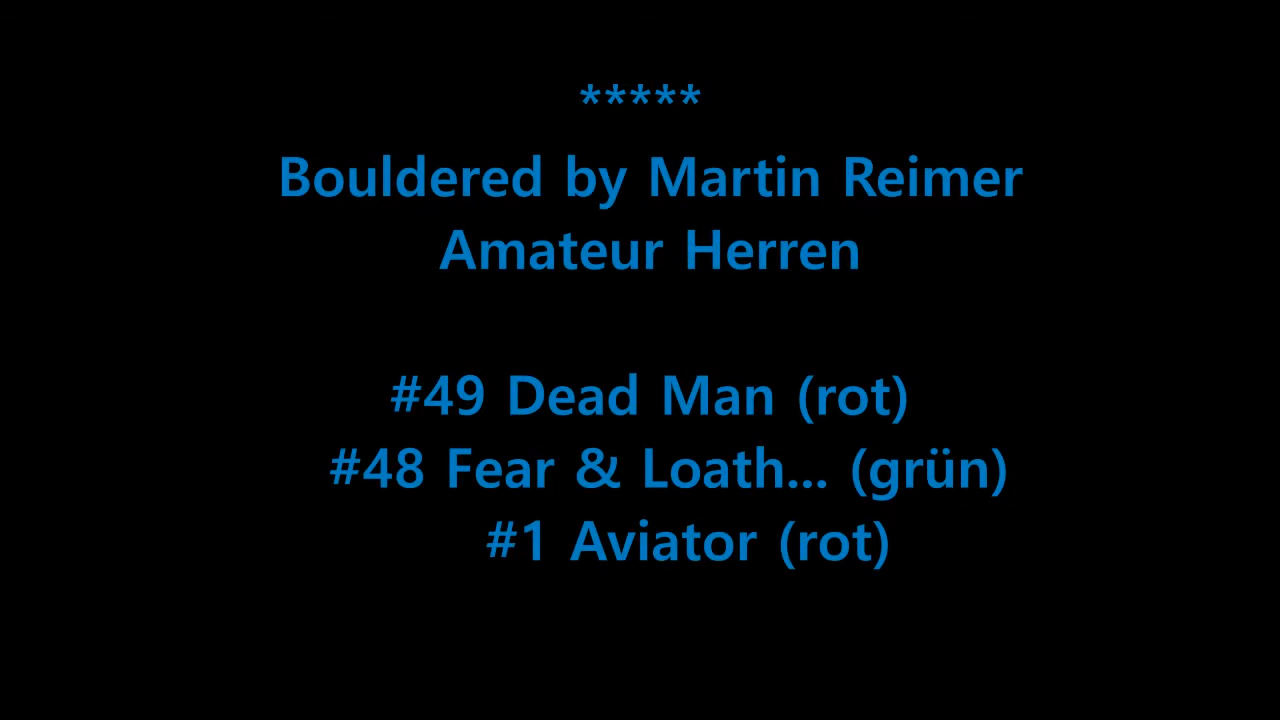 *****
Bouldered by Martin Reimer
Amateur Herren
#49 Dead Man (rot)
#48 Fear & Loath... (grün)
#1 Aviator (rot)